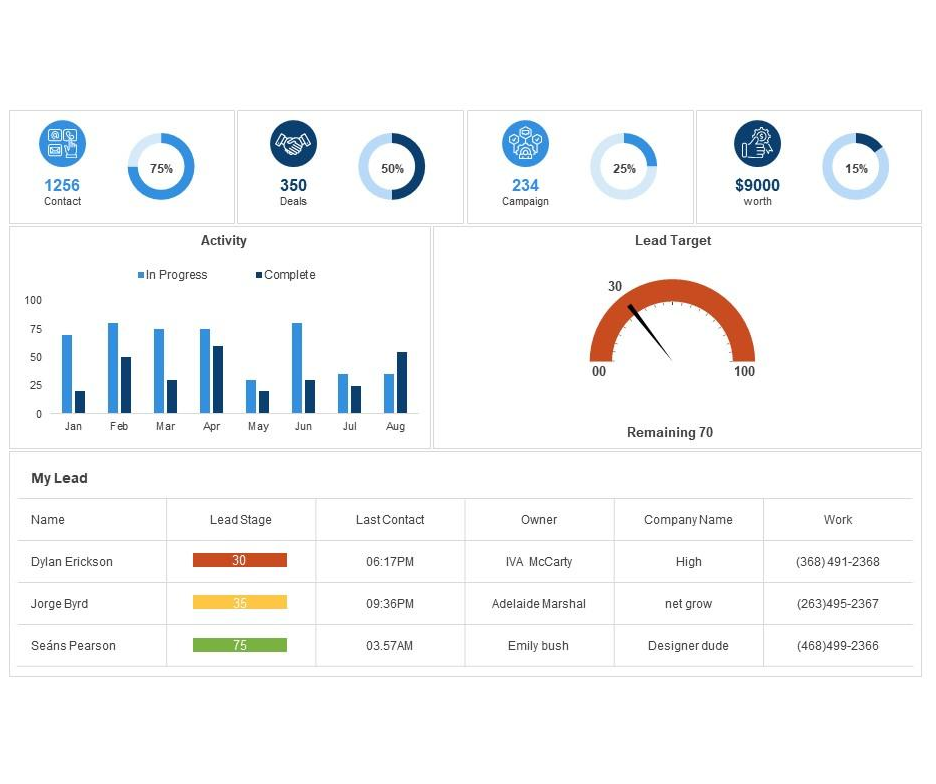 75%
50%
25%
15%
1256
350
234
$9000
Contact
Deals
Campaign
worth
Activity
In Progress
Complete
100
75
50
25
0
Jan
Feb
Mar
Apr
May
Jun
Jul
Aug
Lead Target
30
00
100
Remaining 70
My Lead
Name Lead Stage Last Contact Owner Company Name Work
Dylan Erickson 30 06:17PM IVA McCarty High (368) 491-2368
Jorge Byrd 35 09:36PM Adelaide Marshal net grow (263)495-2367
Seáns Pearson 75 03.57AM Emily bush Designer dude (468)499-2366